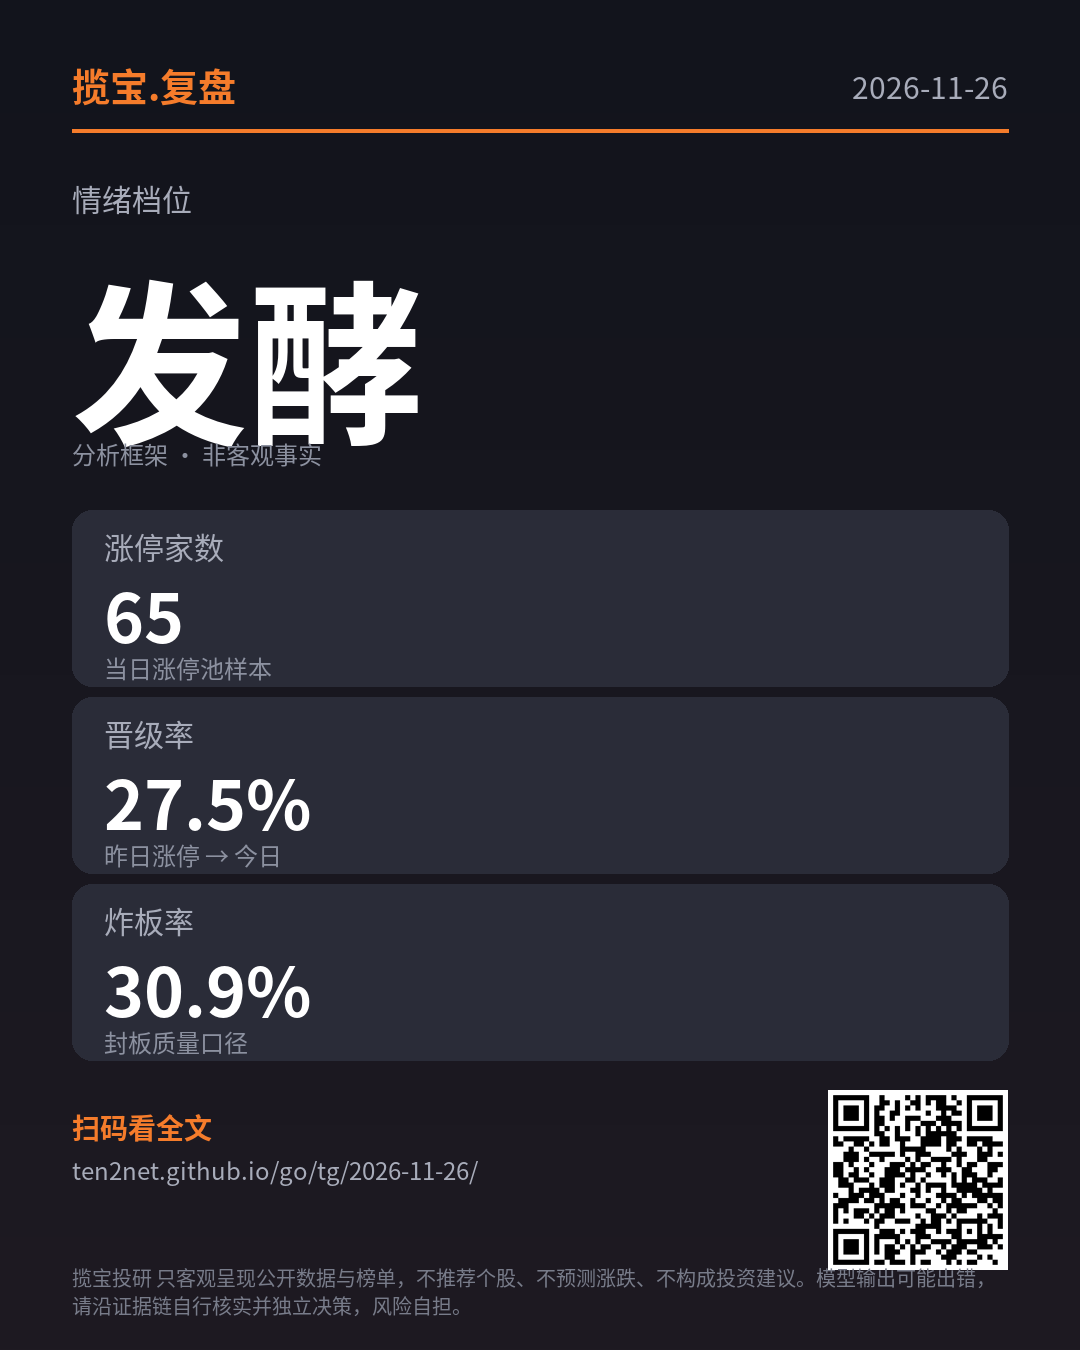 揽宝.复盘
2026-11-26
情绪档位
发酵
分析框架 · 非客观事实
涨停家数
65
当日涨停池样本
晋级率
27.5%
昨日涨停 → 今日
炸板率
30.9%
封板质量口径
扫码看全文
ten2net.github.io/go/tg/2026-11-26/
揽宝投研 只客观呈现公开数据与榜单，不推荐个股、不预测涨跌、不构成投资建议。模型输出可能出错，
请沿证据链自行核实并独立决策，风险自担。